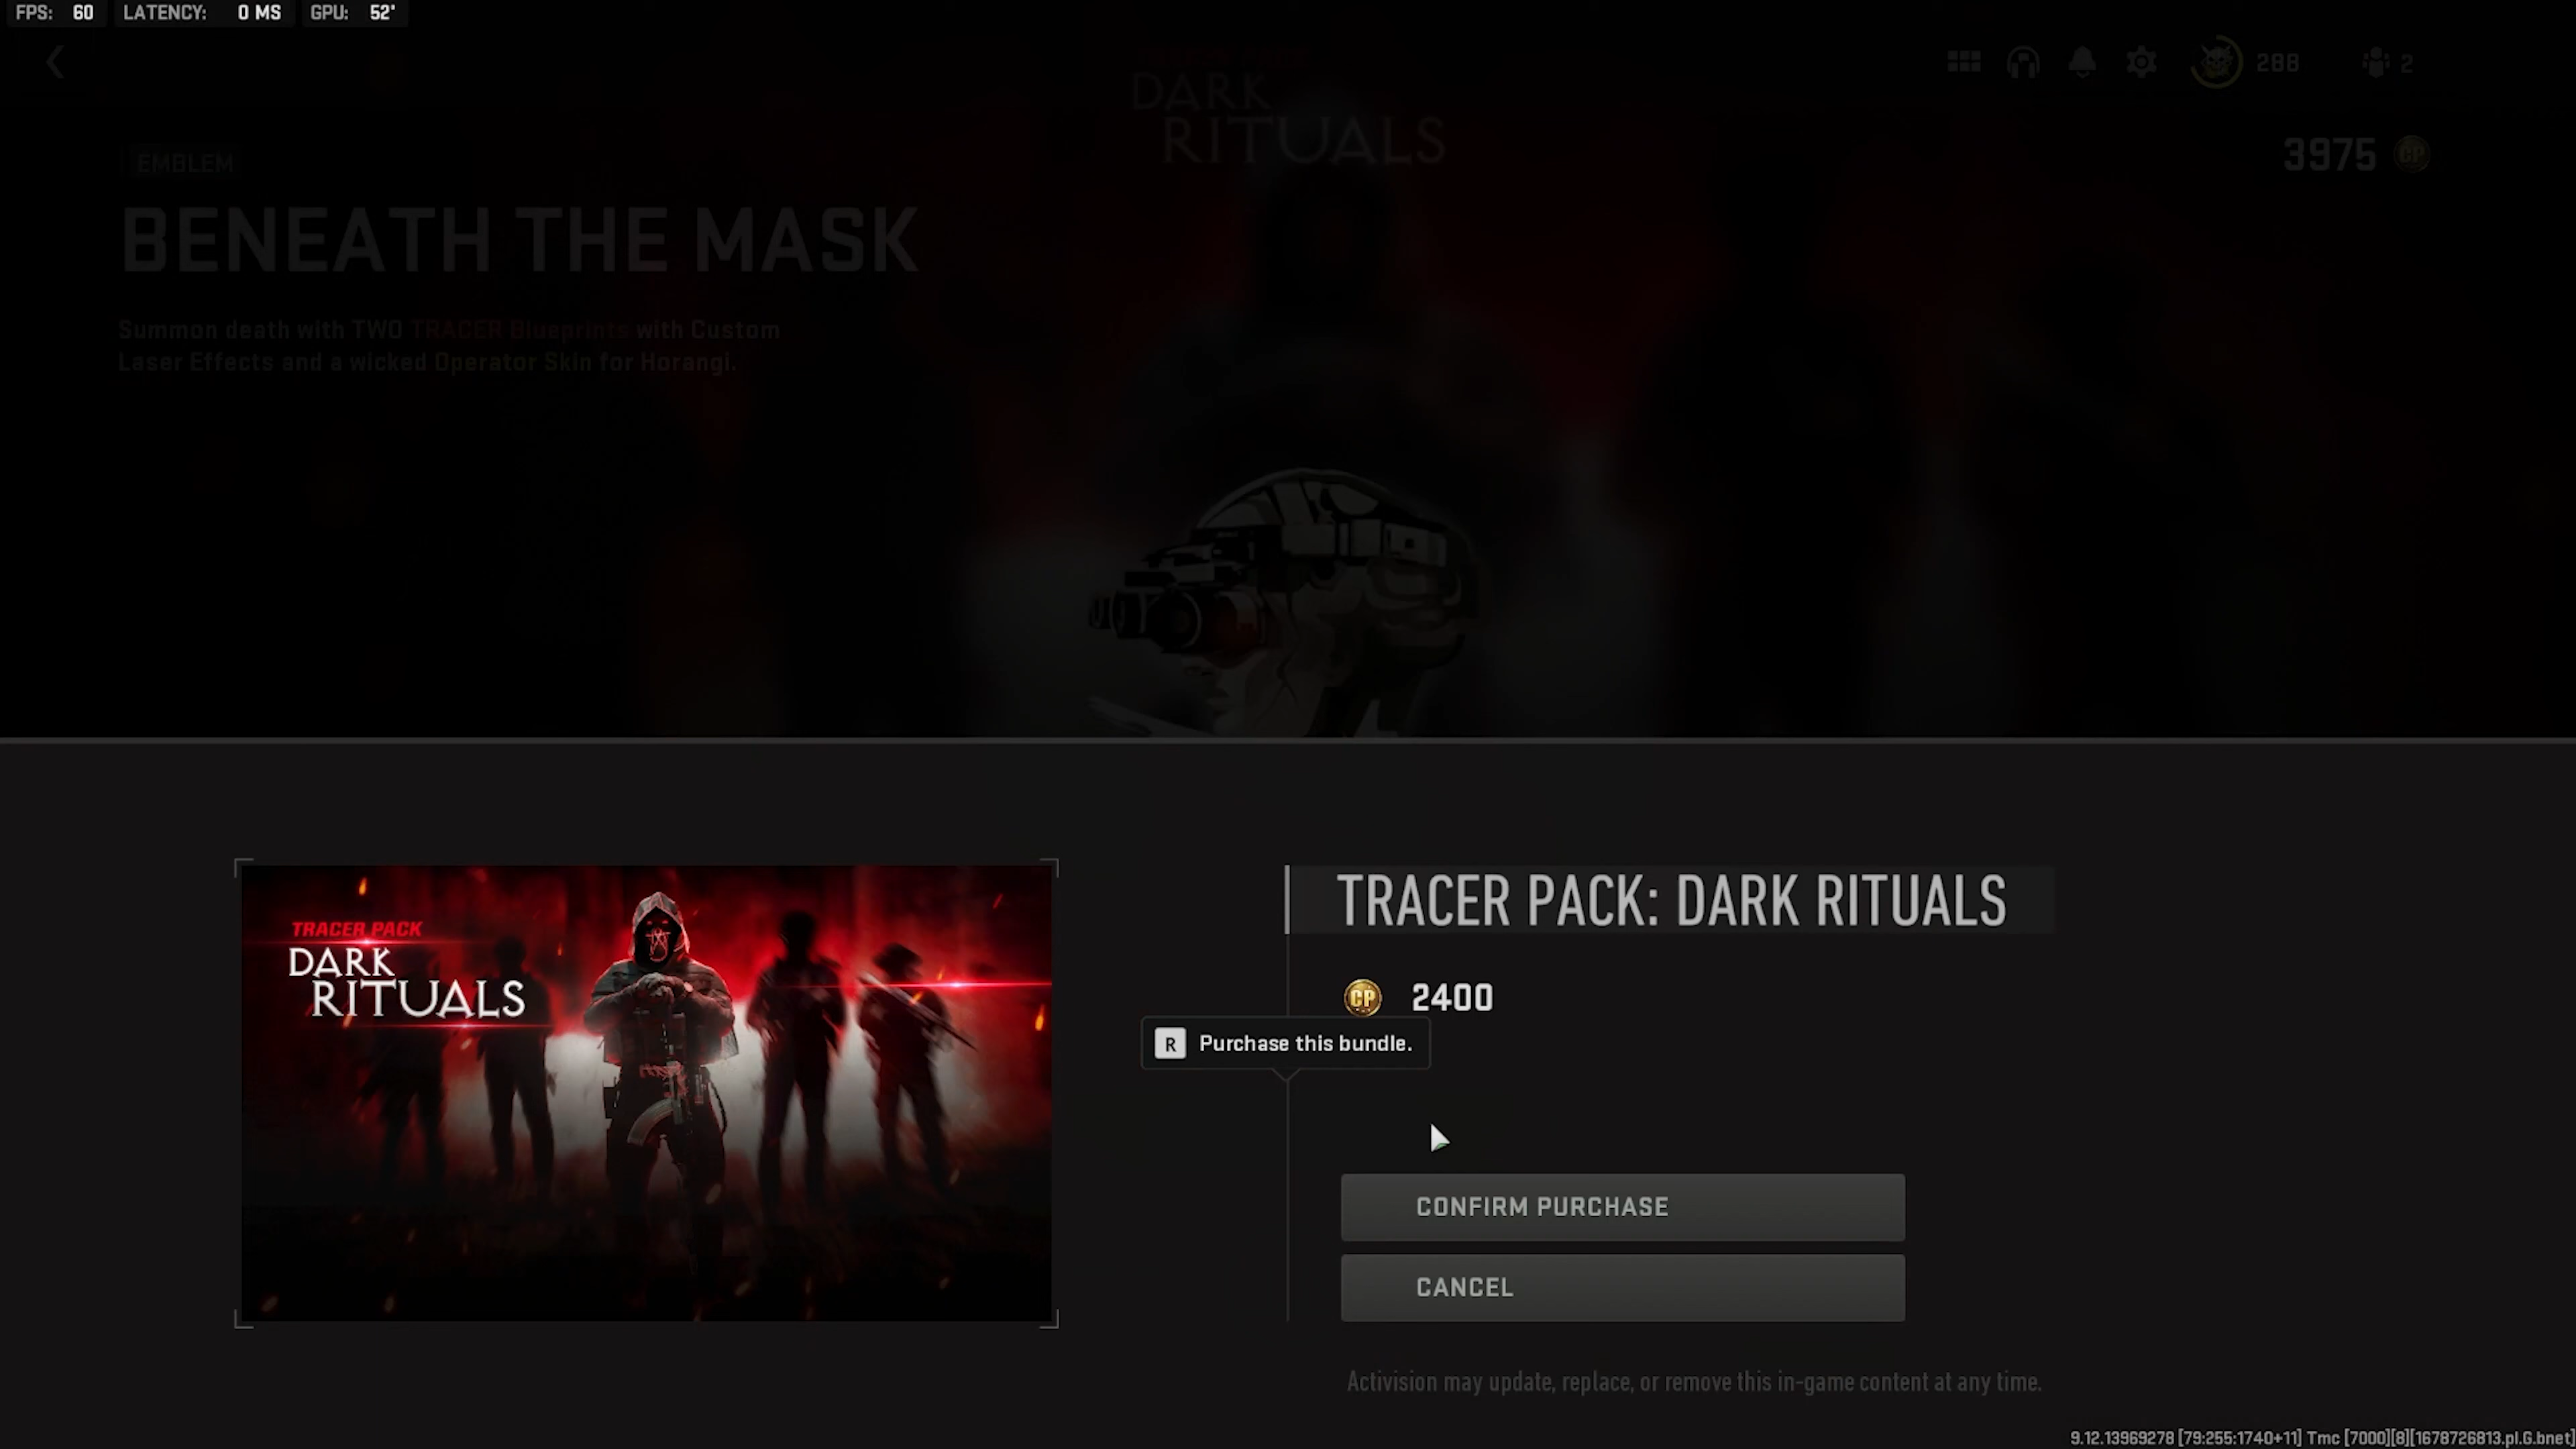 FPS: 60 LATENCY: 0 MS GPU: 52°
288 2
DARK
RITUALS
3975 CP
EMBLEM
BENEATH THE MASK
Summon death with TWO TRACER Blueprints with Custom
Laser Effects and a wicked Operator Skin for Horangi.
TRACER PACK
DARK
RITUALS
TRACER PACK: DARK RITUALS
CP 2400
R Purchase this bundle.
CONFIRM PURCHASE
CANCEL
Activision may update, replace, or remove this in-game content at any time.
9.12.13969278 [79:255:1740+11] Tmc [7000][8][1678726813.pl.G.bnet]